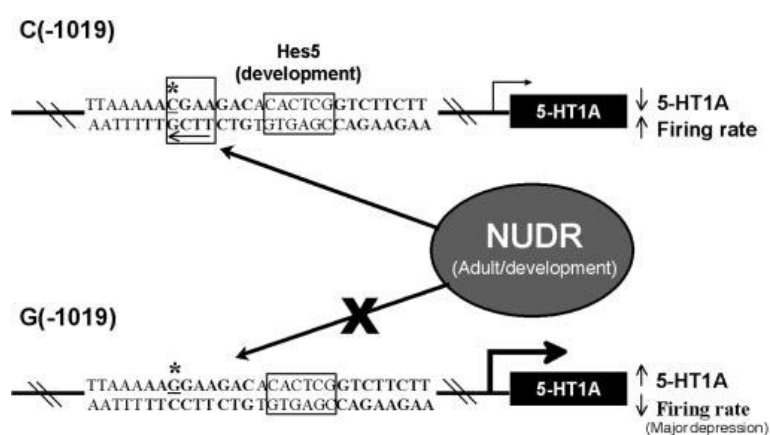 C(-1019)
Hes5
(development)
*
TTAAAAACGAAGACACACTCGGTCTTCTT
AATTTTTGCTTCTGTGTGAGCCAGAAGAA
5-HT1A
↓ 5-HT1A
↑ Firing rate
NUDR
(Adult/development)
X
G(-1019)
*
TTAAAAAGGAAGACACACTCGGTCTTCTT
AATTTTTCCTTCTGTGTGAGCCAGAAGAA
5-HT1A
↑ 5-HT1A
↓ Firing rate
(Major depression)